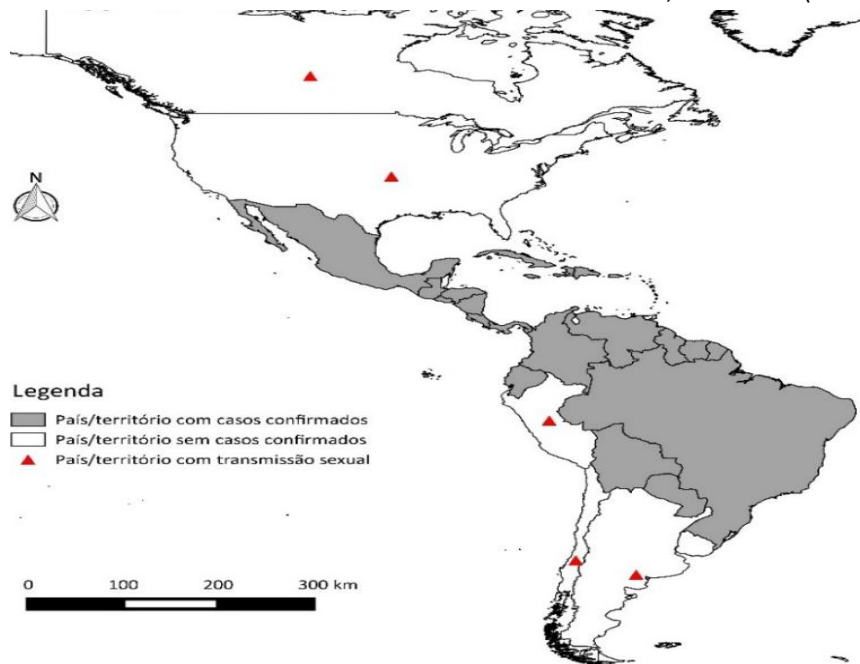 N
Legenda
País/território com casos confirmados
País/território sem casos confirmados
País/território com transmissão sexual
0 100 200 300 km